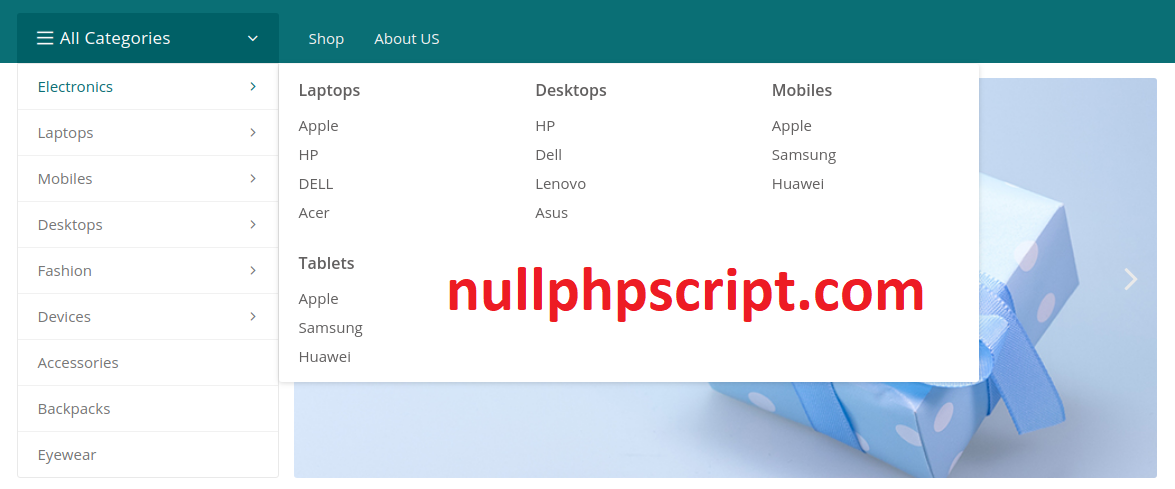 All Categories
Shop
About US
Electronics
Laptops
Mobiles
Desktops
Fashion
Devices
Accessories
Backpacks
Eyewear
Laptops
Apple
HP
DELL
Acer
Desktops
HP
Dell
Lenovo
Asus
Mobiles
Apple
Samsung
Huawei
Tablets
Apple
Samsung
Huawei
nullphpscript.com